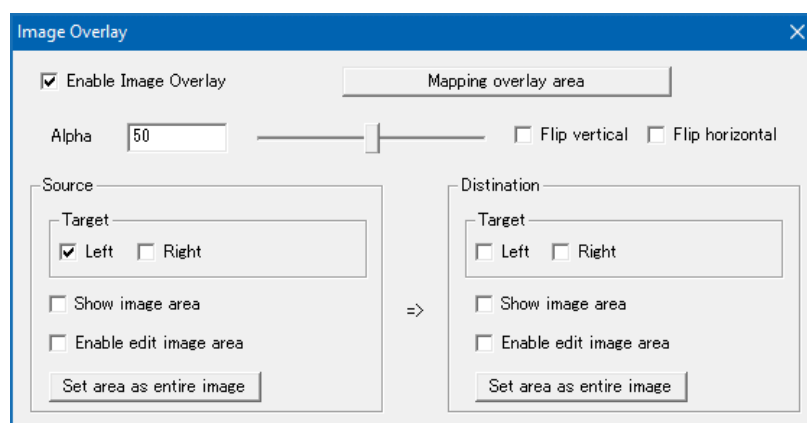 Image Overlay
Enable Image Overlay Mapping overlay area
Alpha 50 Flip vertical Flip horizontal
Source Distination
Target Target
Left Right Left Right
Show image area Show image area
=>
Enable edit image area Enable edit image area
Set area as entire image Set area as entire image